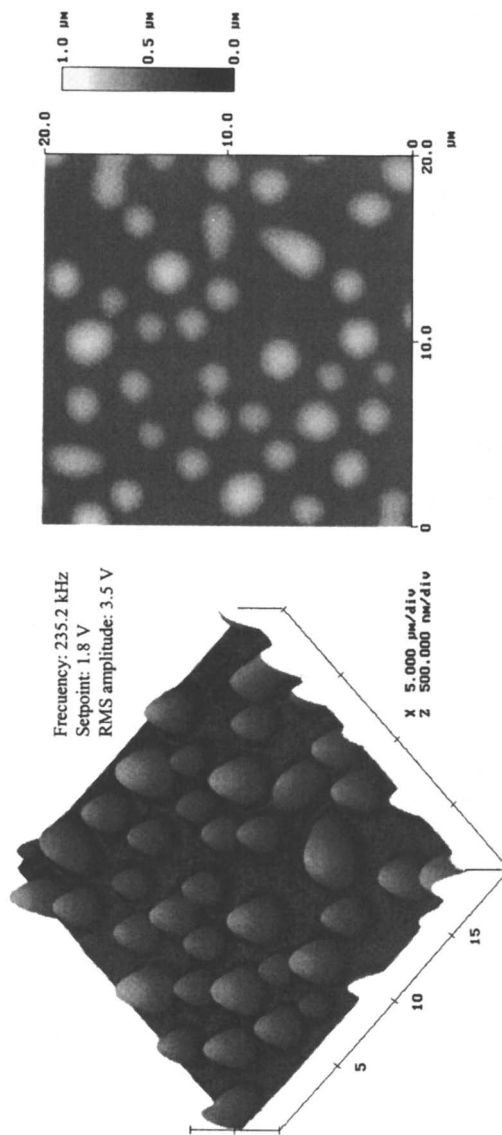 Frecuency: 235.2 kHz
Setpoint: 1.8 V
RMS amplitude: 3.5 V
5
10
15
X 5.000 µm/div
Z 500.000 nm/div
20.0
10.0
0
0
10.0
20.0
µm
1.0 µm
0.5 µm
0.0 µm